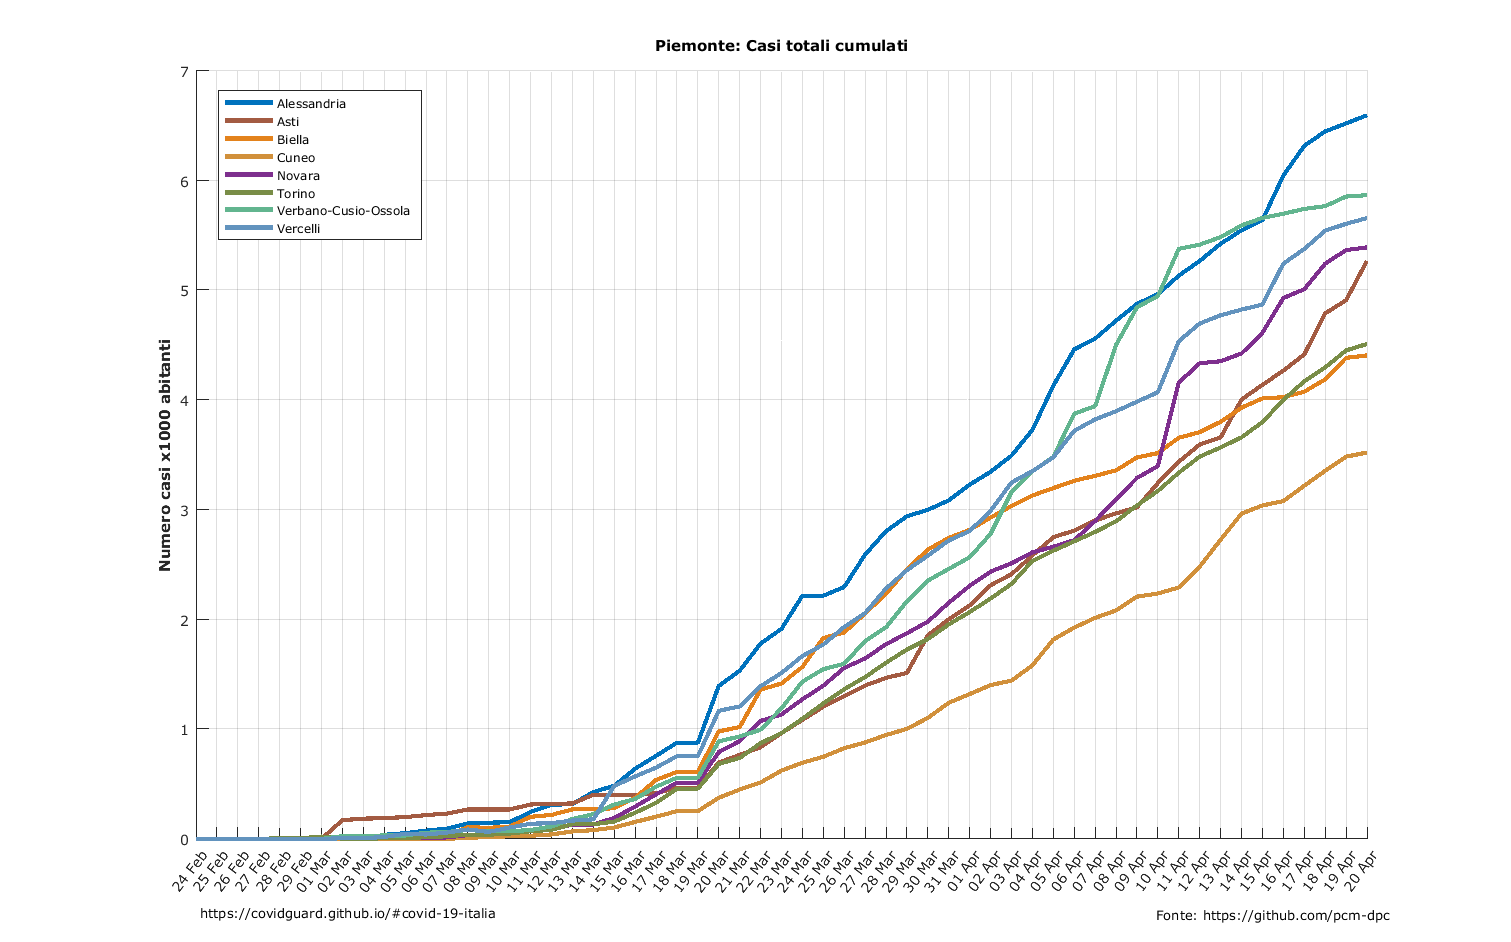 Piemonte: Casi totali cumulati
7
6
5
4
3
2
1
0
Numero casi x1000 abitanti
Alessandria
Asti
Biella
Cuneo
Novara
Torino
Verbano-Cusio-Ossola
Vercelli
24 Feb
25 Feb
26 Feb
27 Feb
28 Feb
29 Feb
01 Mar
02 Mar
03 Mar
04 Mar
05 Mar
06 Mar
07 Mar
08 Mar
09 Mar
10 Mar
11 Mar
12 Mar
13 Mar
14 Mar
15 Mar
16 Mar
17 Mar
18 Mar
19 Mar
20 Mar
21 Mar
22 Mar
23 Mar
24 Mar
25 Mar
26 Mar
27 Mar
28 Mar
29 Mar
30 Mar
31 Mar
01 Apr
02 Apr
03 Apr
04 Apr
05 Apr
06 Apr
07 Apr
08 Apr
09 Apr
10 Apr
11 Apr
12 Apr
13 Apr
14 Apr
15 Apr
16 Apr
17 Apr
18 Apr
19 Apr
20 Apr
https://covidguard.github.io/#covid-19-italia
Fonte: https://github.com/pcm-dpc